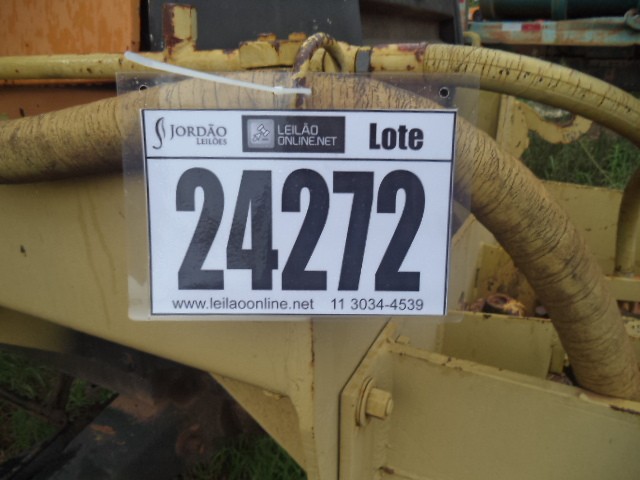 JORDÃO LEILÕES LEILÃO ONLINE.NET Lote
24272
www.leilaoonline.net 11 3034-4539